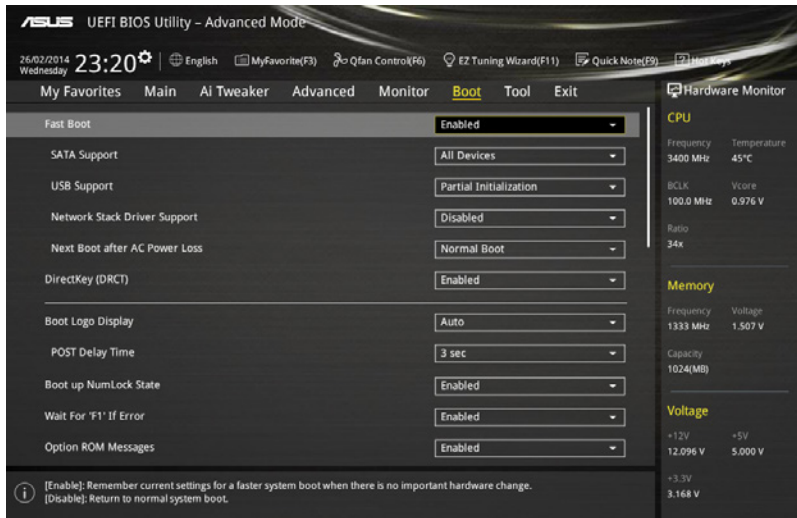 ASUS UEFI BIOS Utility – Advanced Mode
26/02/2014
Wednesday
23:20
English
MyFavorite(F3)
Qfan Control(F6)
EZ Tuning Wizard(F11)
Quick Note(F9)
Hot Keys
My Favorites Main Ai Tweaker Advanced Monitor Boot Tool Exit
Fast Boot Enabled
SATA Support All Devices
USB Support Partial Initialization
Network Stack Driver Support Disabled
Next Boot after AC Power Loss Normal Boot
DirectKey (DRCT) Enabled
Boot Logo Display Auto
POST Delay Time 3 sec
Boot up NumLock State Enabled
Wait For 'F1' If Error Enabled
Option ROM Messages Enabled
[Enable]: Remember current settings for a faster system boot when there is no important hardware change.
[Disable]: Return to normal system boot.
Hardware Monitor
CPU
Frequency Temperature
3400 MHz 45°C
BCLK Vcore
100.0 MHz 0.976 V
Ratio
34x
Memory
Frequency Voltage
1333 MHz 1.507 V
Capacity
1024(MB)
Voltage
+12V +5V
12.096 V 5.000 V
+3.3V
3.168 V